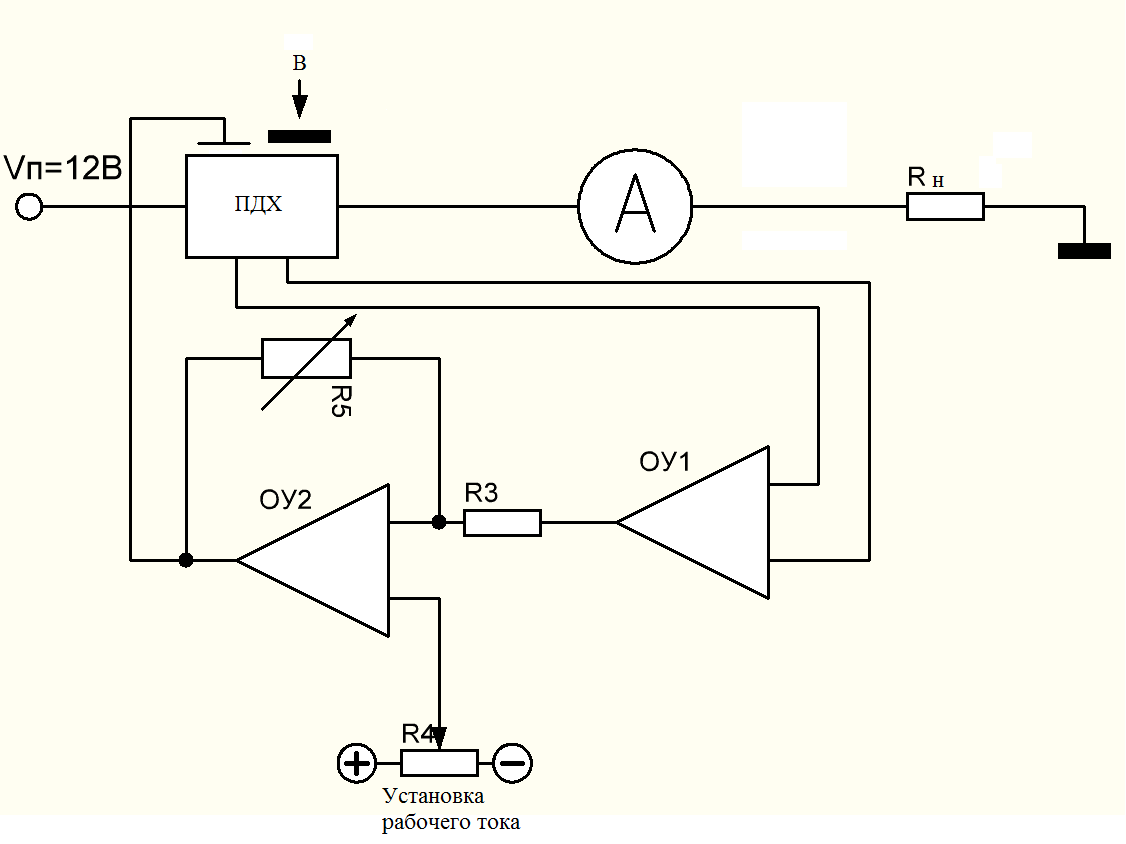 В
Vп=12В
ПДХ
А
R н
R5
ОУ1
R3
ОУ2
R4
+
−
Установка
рабочего тока